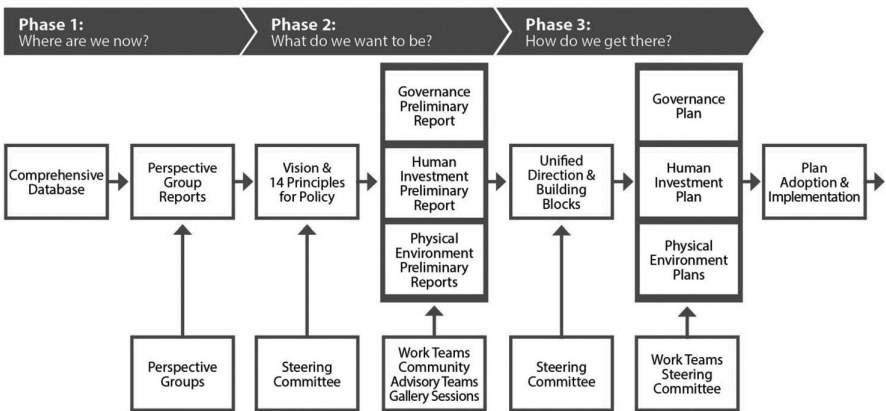 Phase 1:
Where are we now?
Phase 2:
What do we want to be?
Phase 3:
How do we get there?
Comprehensive
Database
Perspective
Group
Reports
Vision &
14 Principles
for Policy
Governance
Preliminary
Report
Human
Investment
Preliminary
Report
Physical
Environment
Preliminary
Reports
Unified
Direction &
Building
Blocks
Governance
Plan
Human
Investment
Plan
Physical
Environment
Plans
Plan
Adoption &
Implementation
Perspective
Groups
Steering
Committee
Work Teams
Community
Advisory Teams
Gallery Sessions
Steering
Committee
Work Teams
Steering
Committee